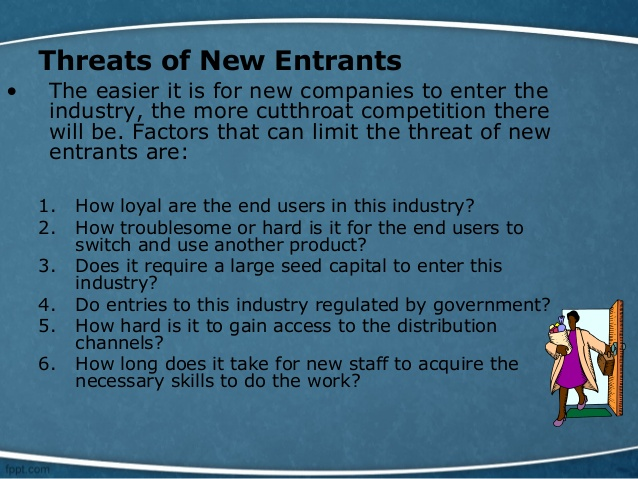 Threats of New Entrants
• The easier it is for new companies to enter the
industry, the more cutthroat competition there
will be. Factors that can limit the threat of new
entrants are:
1. How loyal are the end users in this industry?
2. How troublesome or hard is it for the end users to
switch and use another product?
3. Does it require a large seed capital to enter this
industry?
4. Do entries to this industry regulated by government?
5. How hard is it to gain access to the distribution
channels?
6. How long does it take for new staff to acquire the
necessary skills to do the work?
fppt.com